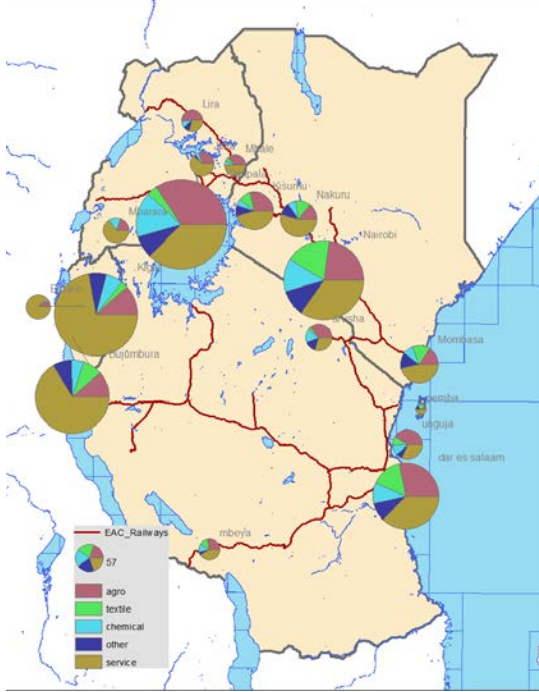 Lira
Mbale
Kisumu
Nakuru
Mbarara
Nairobi
Kigali
arusha
Bujumbura
Mombasa
pemba
unguja
dar es salaam
mbeya
EAC_Railways
57
agro
textile
chemical
other
service